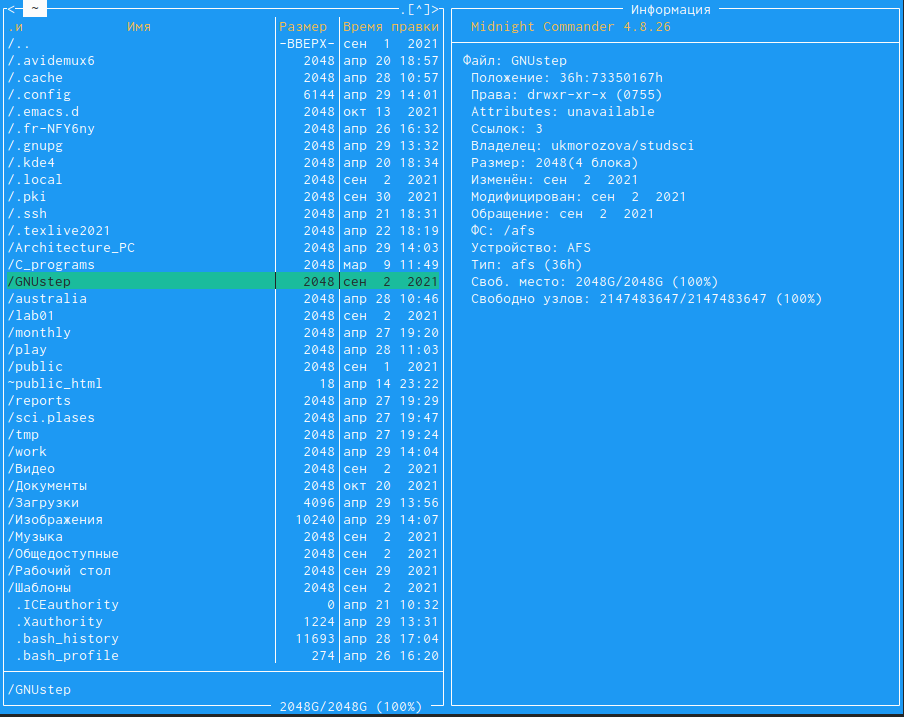 <- ~ .[^]>
.и Имя Размер Время правки
/.. -ВВЕРХ- сен 1 2021
/.avidemux6 2048 апр 20 18:57
/.cache 2048 апр 28 10:57
/.config 6144 апр 29 14:01
/.emacs.d 2048 окт 13 2021
/.fr-NFY6ny 2048 апр 26 16:32
/.gnupg 2048 апр 29 13:32
/.kde4 2048 апр 20 18:34
/.local 2048 сен 2 2021
/.pki 2048 сен 30 2021
/.ssh 2048 апр 21 18:31
/.texlive2021 2048 апр 22 18:19
/Architecture_PC 2048 апр 29 14:03
/C_programs 2048 мар 9 11:49
/GNUstep 2048 сен 2 2021
/australia 2048 апр 28 10:46
/lab01 2048 сен 2 2021
/monthly 2048 апр 27 19:20
/play 2048 апр 28 11:03
/public 2048 сен 1 2021
~public_html 18 апр 14 23:22
/reports 2048 апр 27 19:29
/sci.plases 2048 апр 27 19:47
/tmp 2048 апр 27 19:24
/work 2048 апр 29 14:04
/Видео 2048 сен 2 2021
/Документы 2048 окт 20 2021
/Загрузки 4096 апр 29 13:56
/Изображения 10240 апр 29 14:07
/Музыка 2048 сен 2 2021
/Общедоступные 2048 сен 2 2021
/Рабочий стол 2048 сен 29 2021
/Шаблоны 2048 сен 2 2021
.ICEauthority 0 апр 21 10:32
.Xauthority 1224 апр 29 13:31
.bash_history 11693 апр 28 17:04
.bash_profile 274 апр 26 16:20
/GNUstep
2048G/2048G (100%)
Информация
Midnight Commander 4.8.26
Файл: GNUstep
Положение: 36h:73350167h
Права: drwxr-xr-x (0755)
Attributes: unavailable
Ссылок: 3
Владелец: ukmorozova/studsci
Размер: 2048(4 блока)
Изменён: сен 2 2021
Модифицирован: сен 2 2021
Обращение: сен 2 2021
ФС: /afs
Устройство: AFS
Тип: afs (36h)
Своб. место: 2048G/2048G (100%)
Свободно узлов: 2147483647/2147483647 (100%)